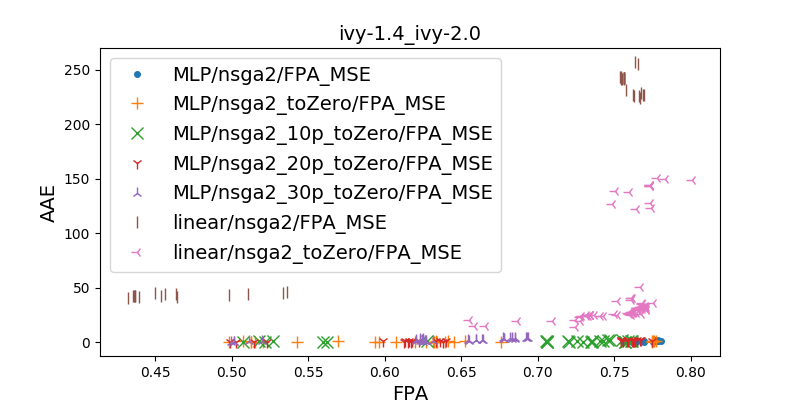 ivy-1.4_ivy-2.0
AAE
250
200
150
100
50
0
MLP/nsga2/FPA_MSE
MLP/nsga2_toZero/FPA_MSE
MLP/nsga2_10p_toZero/FPA_MSE
MLP/nsga2_20p_toZero/FPA_MSE
MLP/nsga2_30p_toZero/FPA_MSE
linear/nsga2/FPA_MSE
linear/nsga2_toZero/FPA_MSE
0.45 0.50 0.55 0.60 0.65 0.70 0.75 0.80
FPA